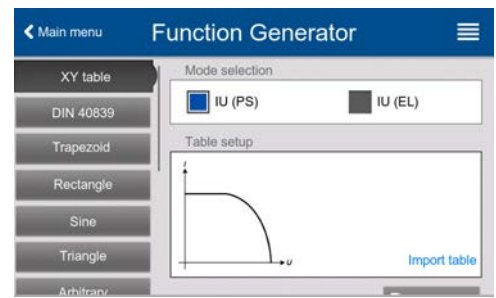 Main menu
Function Generator
XY table
DIN 40839
Trapezoid
Rectangle
Sine
Triangle
Arbitrary
Mode selection
IU (PS)
IU (EL)
Table setup
I
U
Import table